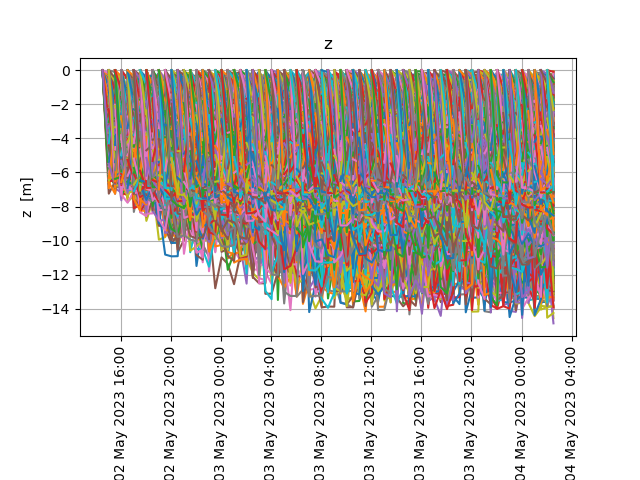 z
z [m]
0
−2
−4
−6
−8
−10
−12
−14
02 May 2023 16:00
02 May 2023 20:00
03 May 2023 00:00
03 May 2023 04:00
03 May 2023 08:00
03 May 2023 12:00
03 May 2023 16:00
03 May 2023 20:00
04 May 2023 00:00
04 May 2023 04:00